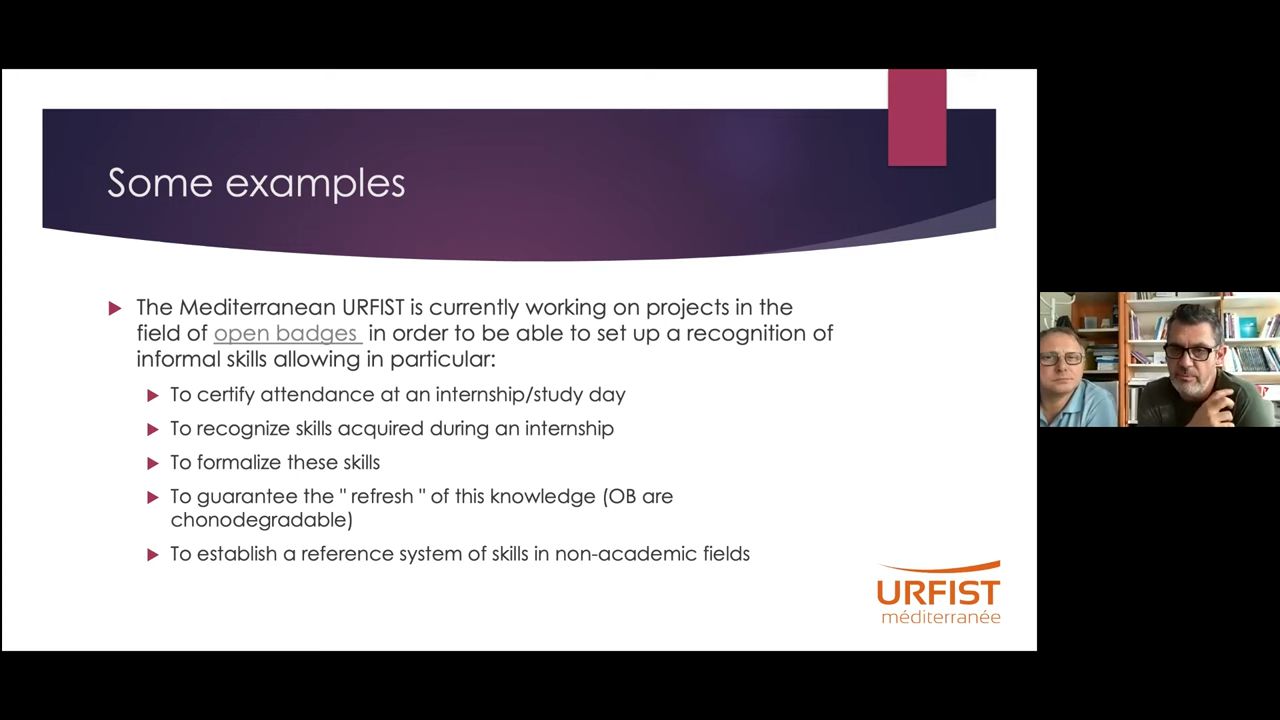 Some examples
The Mediterranean URFIST is currently working on projects in the
field of open badges in order to be able to set up a recognition of
informal skills allowing in particular:
To certify attendance at an internship/study day
To recognize skills acquired during an internship
To formalize these skills
To guarantee the " refresh " of this knowledge (OB are
chonodegradable)
To establish a reference system of skills in non-academic fields
URFIST
méditerranée